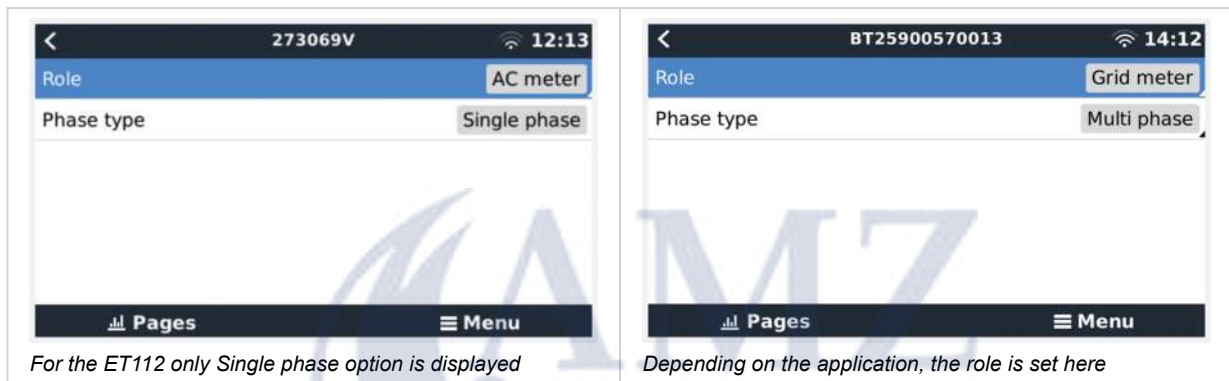 273069V 12:13
Role AC meter
Phase type Single phase
Pages Menu
For the ET112 only Single phase option is displayed
BT25900570013 14:12
Role Grid meter
Phase type Multi phase
Pages Menu
Depending on the application, the role is set here
AMZ